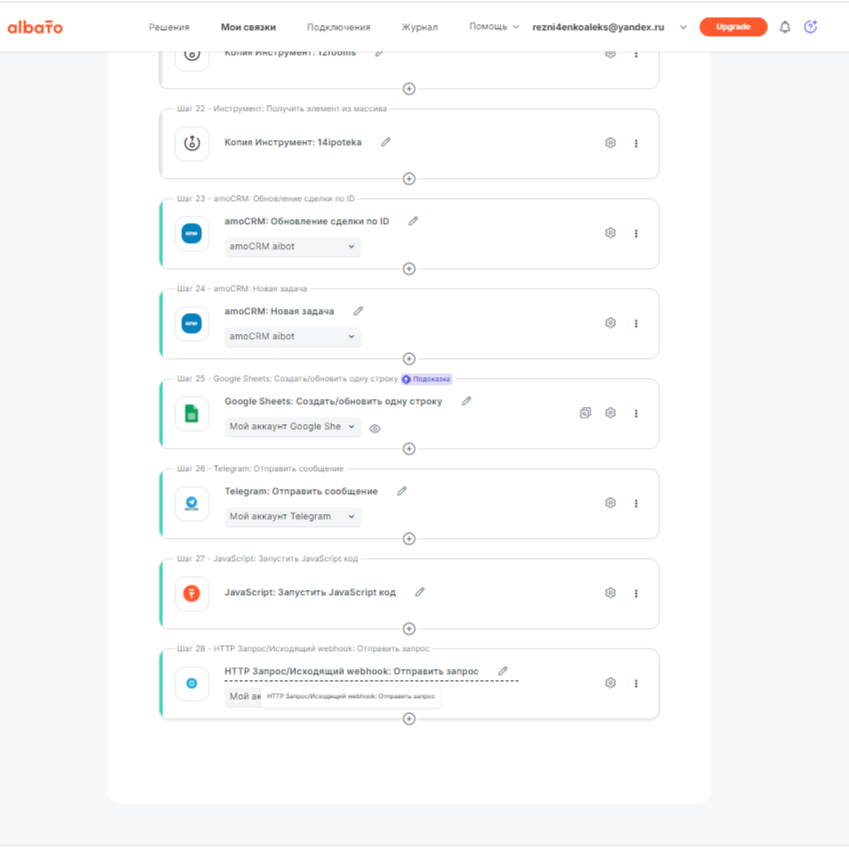 albato
Решения Мои связки Подключения Журнал Помощь rezni4enkoaleks@yandex.ru Upgrade
Копия Инструмент: 12rooms
Шаг 22 - Инструмент: Получить элемент из массива
Копия Инструмент: 14ipoteka
Шаг 23 - amoCRM: Обновление сделки по ID
amoCRM: Обновление сделки по ID
amoCRM aibot
Шаг 24 - amoCRM: Новая задача
amoCRM: Новая задача
amoCRM aibot
Шаг 25 - Google Sheets: Создать/обновить одну строку Подсказка
Google Sheets: Создать/обновить одну строку
Мой аккаунт Google She
Шаг 26 - Telegram: Отправить сообщение
Telegram: Отправить сообщение
Мой аккаунт Telegram
Шаг 27 - JavaScript: Запустить JavaScript код
JavaScript: Запустить JavaScript код
Шаг 28 - HTTP Запрос/Исходящий webhook: Отправить запрос
HTTP Запрос/Исходящий webhook: Отправить запрос
Мой ак HTTP Запрос/Исходящий webhook: Отправить запрос